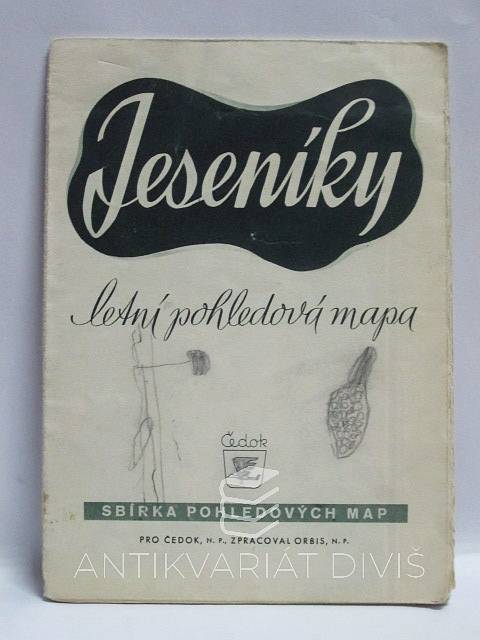 Jeseníky
letní pohledová mapa
Čedok
SBÍRKA POHLEDOVÝCH MAP
PRO ČEDOK, N. P., ZPRACOVAL ORBIS, N. P.
ANTIKVARIÁT DIVIŠ